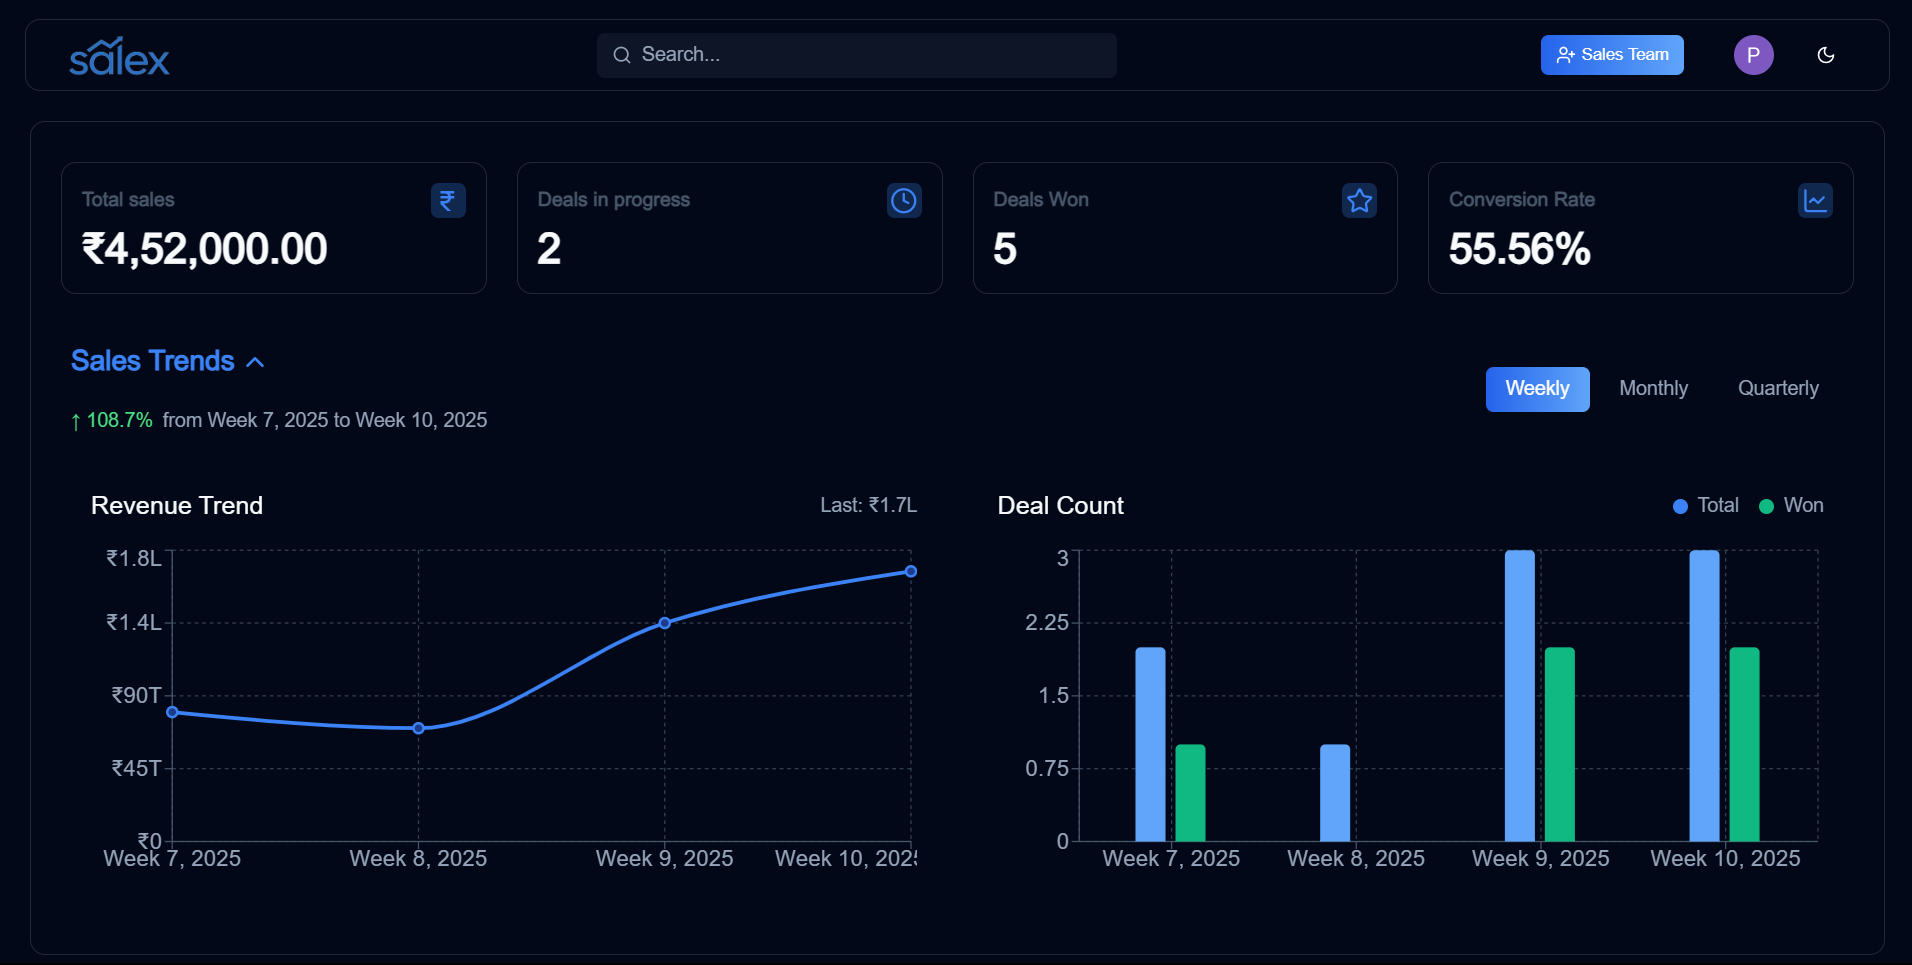 salex
Search...
Sales Team
P
Total sales
₹
₹4,52,000.00
Deals in progress
2
Deals Won
5
Conversion Rate
55.56%
Sales Trends
↑ 108.7% from Week 7, 2025 to Week 10, 2025
Weekly
Monthly
Quarterly
Revenue Trend
Last: ₹1.7L
₹1.8L
₹1.4L
₹90T
₹45T
₹0
Week 7, 2025
Week 8, 2025
Week 9, 2025
Week 10, 202
Deal Count
Total
Won
3
2.25
1.5
0.75
0
Week 7, 2025
Week 8, 2025
Week 9, 2025
Week 10, 2025